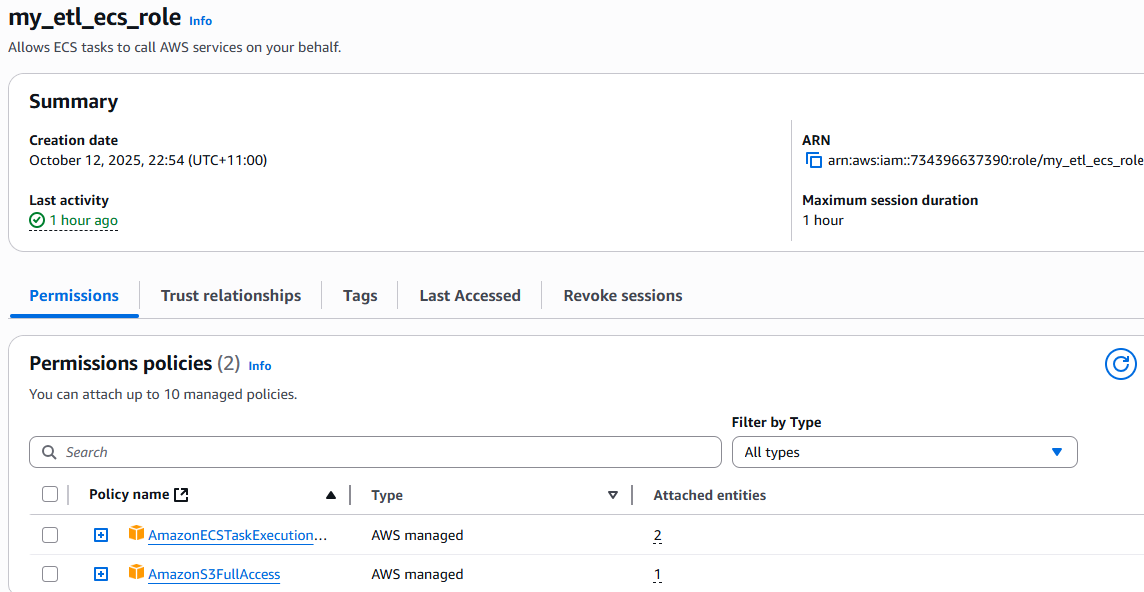 my_etl_ecs_role Info
Allows ECS tasks to call AWS services on your behalf.
Summary
Creation date
October 12, 2025, 22:54 (UTC+11:00)
ARN
arn:aws:iam::734396637390:role/my_etl_ecs_role
Last activity
1 hour ago
Maximum session duration
1 hour
Permissions Trust relationships Tags Last Accessed Revoke sessions
Permissions policies (2) Info
You can attach up to 10 managed policies.
Filter by Type
Search
All types
Policy name Type Attached entities
AmazonECSTaskExecution... AWS managed 2
AmazonS3FullAccess AWS managed 1